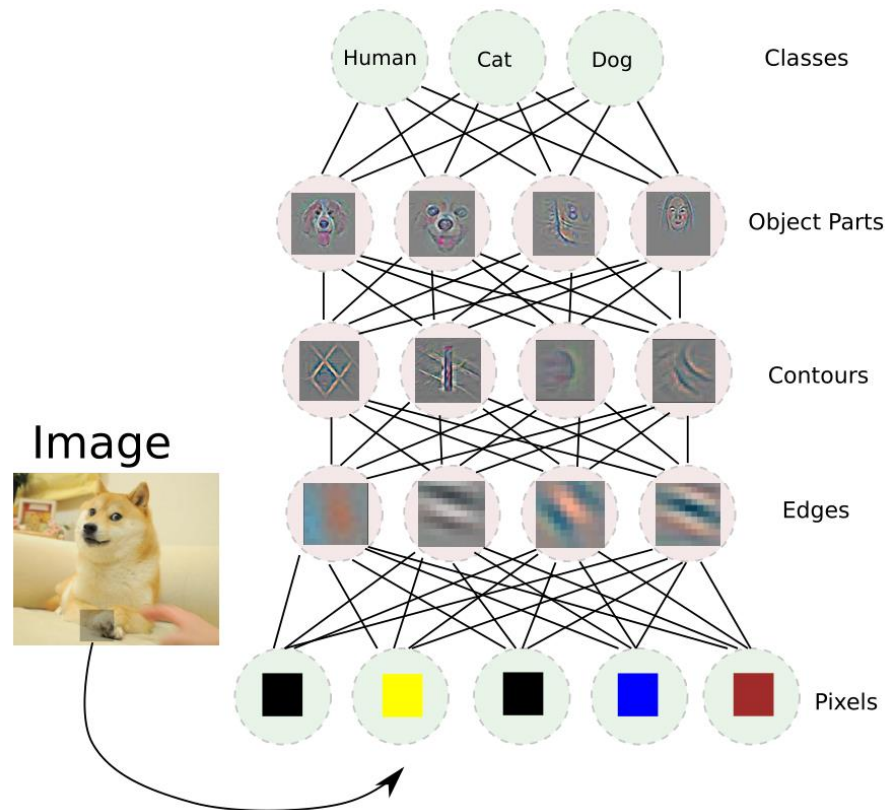 Human
Cat
Dog
Classes
Object Parts
Contours
Image
Edges
Pixels